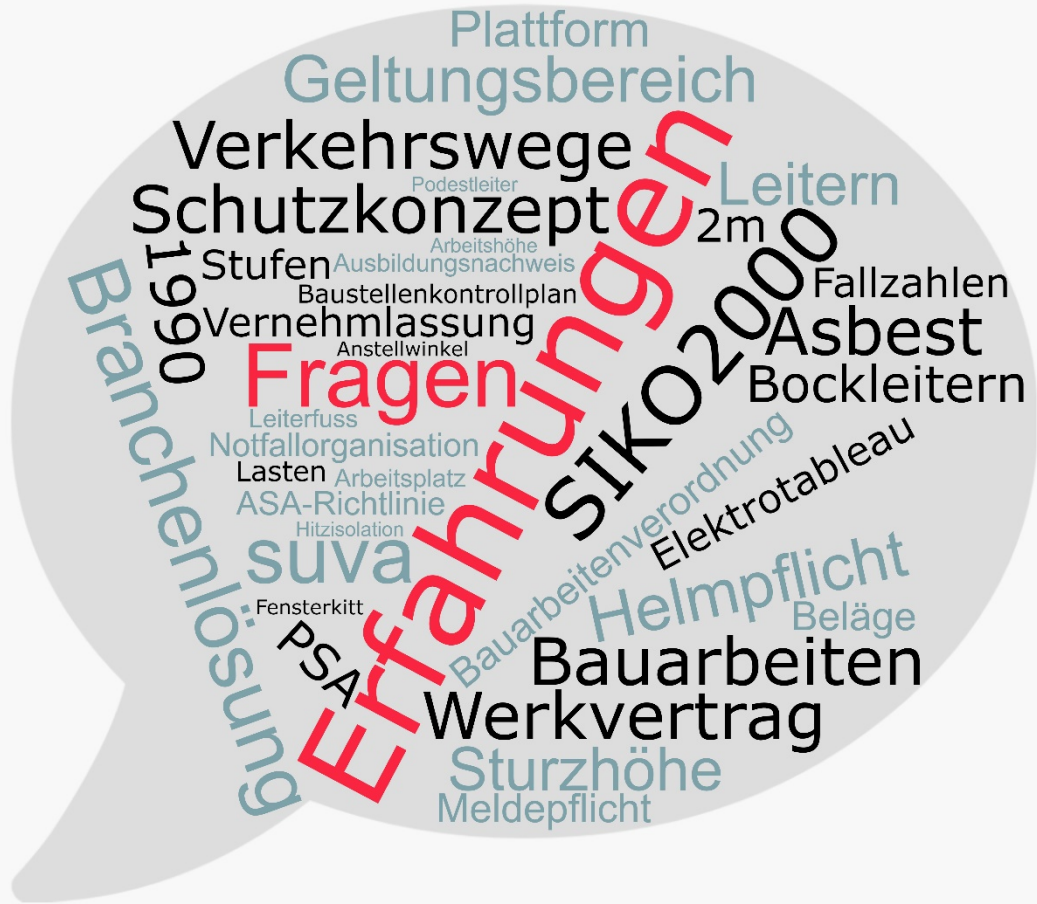 Plattform
Geltungsbereich
Verkehrswege
Erfahrungen
Leitern
Podestleiter
Schutzkonzept
2m
SIKO2000
1990
Arbeitshöhe
Stufen
Ausbildungsnachweis
Branchenlösung
Fallzahlen
Baustellenkontrollplan
Vernehmlassung
Asbest
Anstellwinkel
Fragen
Bockleitern
Leiterfuss
Notfallorganisation
Bauarbeitenverordnung
Elektrotableau
Lasten
Arbeitsplatz
ASA-Richtlinie
Hitzisolation
suva
Helmpflicht
Fensterkitt
Beläge
PSA
Bauarbeiten
Werkvertrag
Sturzhöhe
Meldepflicht